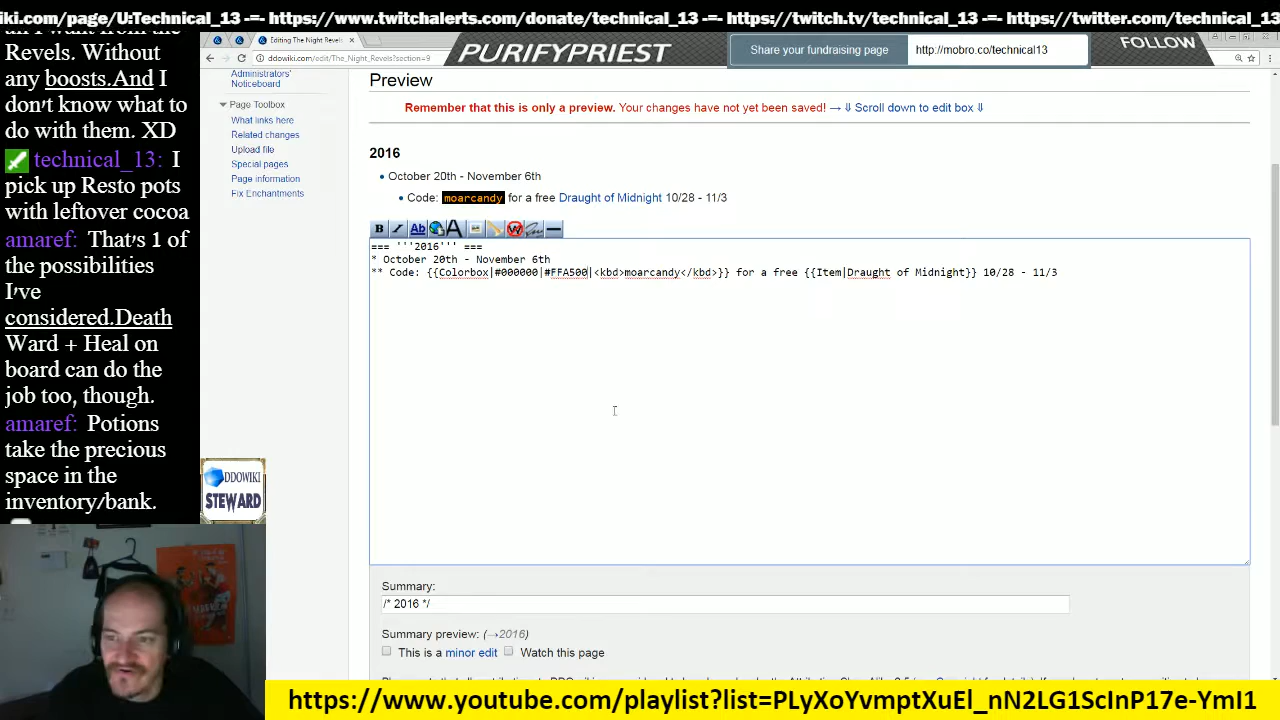 iki.com/page/U:Technical_13 -=- https://www.twitchalerts.com/donate/technical_13 -=- https://twitch.tv/technical_13 -=- https://twitter.com/technical_13
all I want from the
Revels. Without
any boosts.And I
don't know what to
do with them. XD
technical_13: I
pick up Resto pots
with leftover cocoa
amaref: That's 1 of
the possibilities
I've
considered.Death
Ward + Heal on
board can do the
job too, though.
amaref: Potions
take the precious
space in the
inventory/bank.
Editing The Night Revels
ddowiki.com/edit/The_Night_Revels?section=9
PURIFYPRIEST
Share your fundraising page
http://mobro.co/technical13
FOLLOW
Administrators'
Noticeboard
Page Toolbox
What links here
Related changes
Upload file
Special pages
Page information
Fix Enchantments
DDOWIKI
STEWARD
Preview
Remember that this is only a preview. Your changes have not yet been saved! → ⇓ Scroll down to edit box ⇓
2016
• October 20th - November 6th
• Code: moarcandy for a free Draught of Midnight 10/28 - 11/3
B I Ab A
=== '''2016''' ===
* October 20th - November 6th
** Code: {{Colorbox|#000000|#FFA500|<kbd>moarcandy</kbd>}} for a free {{Item|Draught of Midnight}} 10/28 - 11/3
Summary:
/* 2016 */
Summary preview: (→2016)
This is a minor edit Watch this page
https://www.youtube.com/playlist?list=PLyXoYvmptXuEl_nN2LG1ScInP17e-YmI1